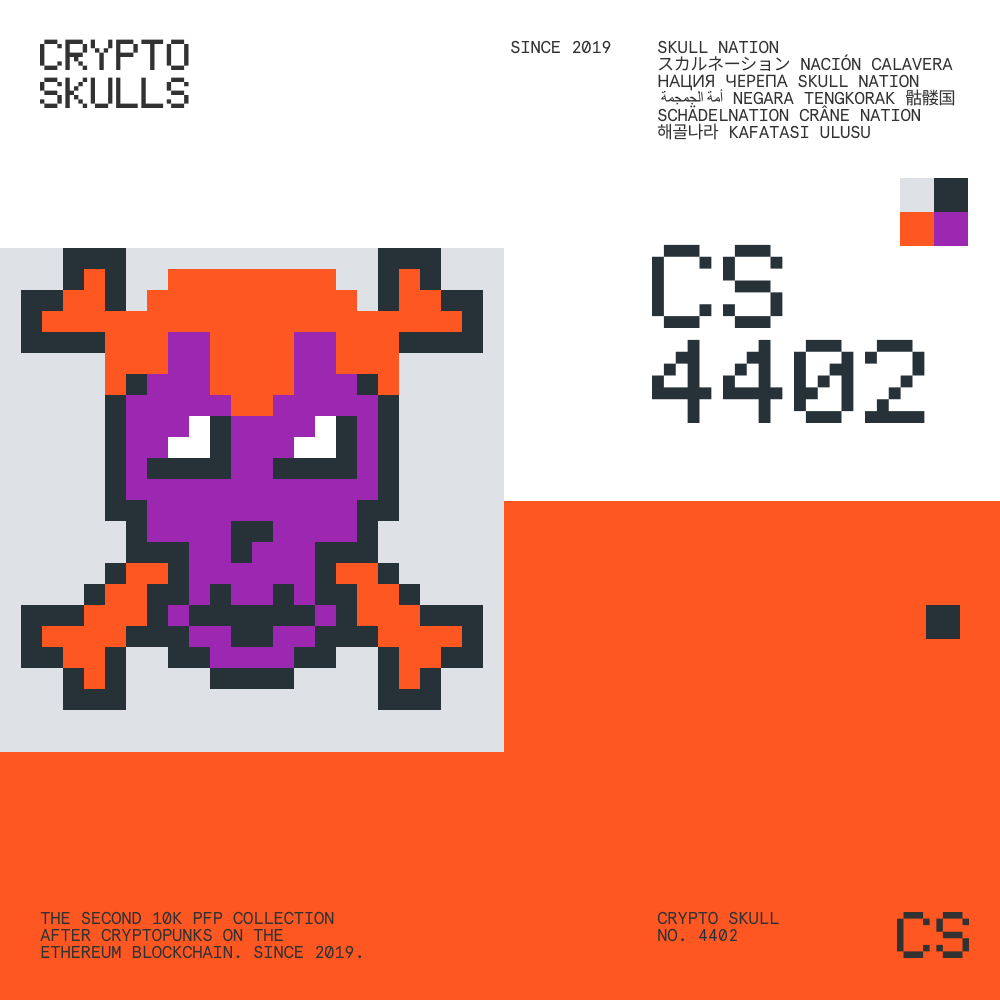 CRYPTO
SKULLS
SINCE 2019
SKULL NATION
スカルネーション NACIÓN CALAVERA
НАЦИЯ ЧЕРЕПА SKULL NATION
أمة الجمجمة NEGARA TENGKORAK 骷髅国
SCHÄDELNATION CRÂNE NATION
해골나라 KAFATASI ULUSU
CS
4402
THE SECOND 10K PFP COLLECTION
AFTER CRYPTOPUNKS ON THE
ETHEREUM BLOCKCHAIN. SINCE 2019.
CRYPTO SKULL
NO. 4402
CS